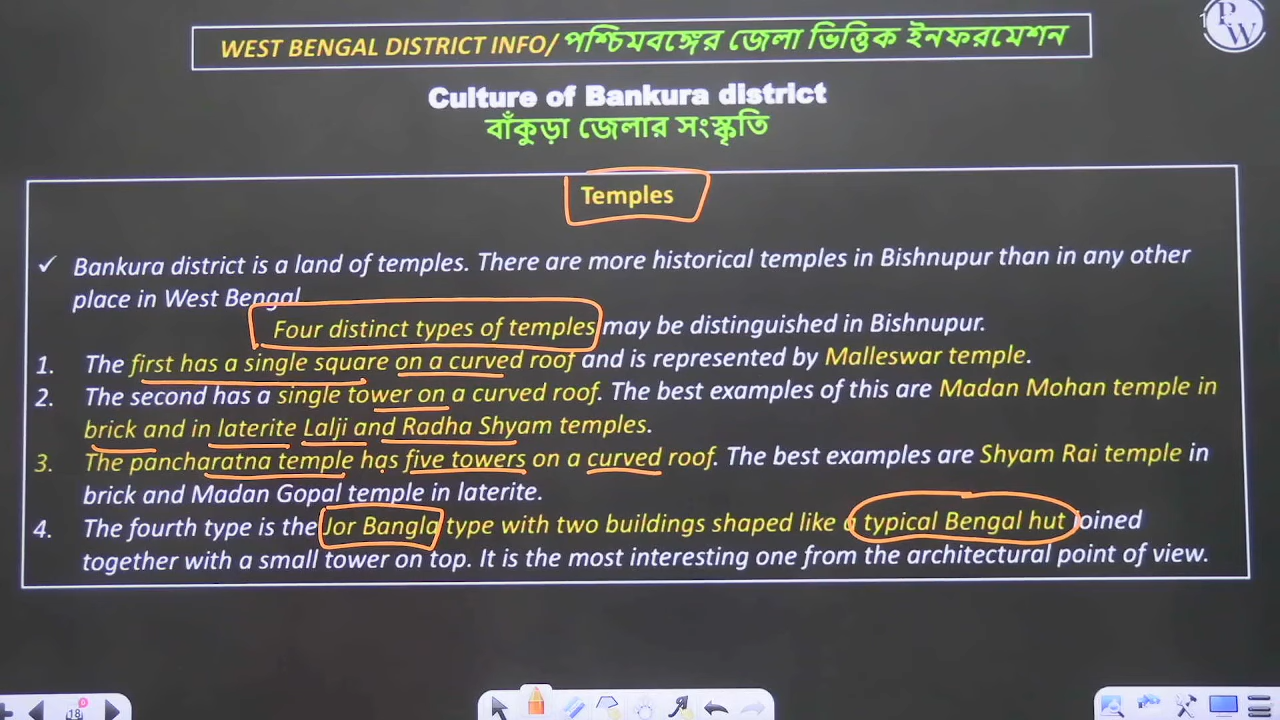 WEST BENGAL DISTRICT INFO/ পশ্চিমবঙ্গের জেলা ভিত্তিক ইনফরমেশন
PW
Culture of Bankura district
বাঁকুড়া জেলার সংস্কৃতি
Temples
✓ Bankura district is a land of temples. There are more historical temples in Bishnupur than in any other
place in West Bengal
Four distinct types of temples may be distinguished in Bishnupur.
1. The first has a single square on a curved roof and is represented by Malleswar temple.
2. The second has a single tower on a curved roof. The best examples of this are Madan Mohan temple in
brick and in laterite Lalji and Radha Shyam temples.
3. The pancharatna temple has five towers on a curved roof. The best examples are Shyam Rai temple in
brick and Madan Gopal temple in laterite.
4. The fourth type is the Jor Bangla type with two buildings shaped like a typical Bengal hut joined
together with a small tower on top. It is the most interesting one from the architectural point of view.
18